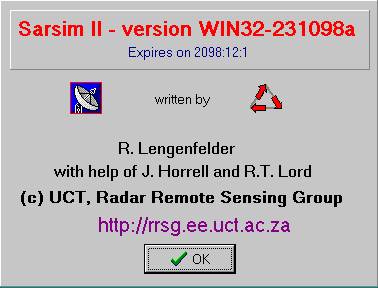 Sarsim II - version WIN32-231098a
Expires on 2098:12:1
written by
R. Lengenfelder
with help of J. Horrell and R.T. Lord
(c) UCT, Radar Remote Sensing Group
http://rrsg.ee.uct.ac.za
OK